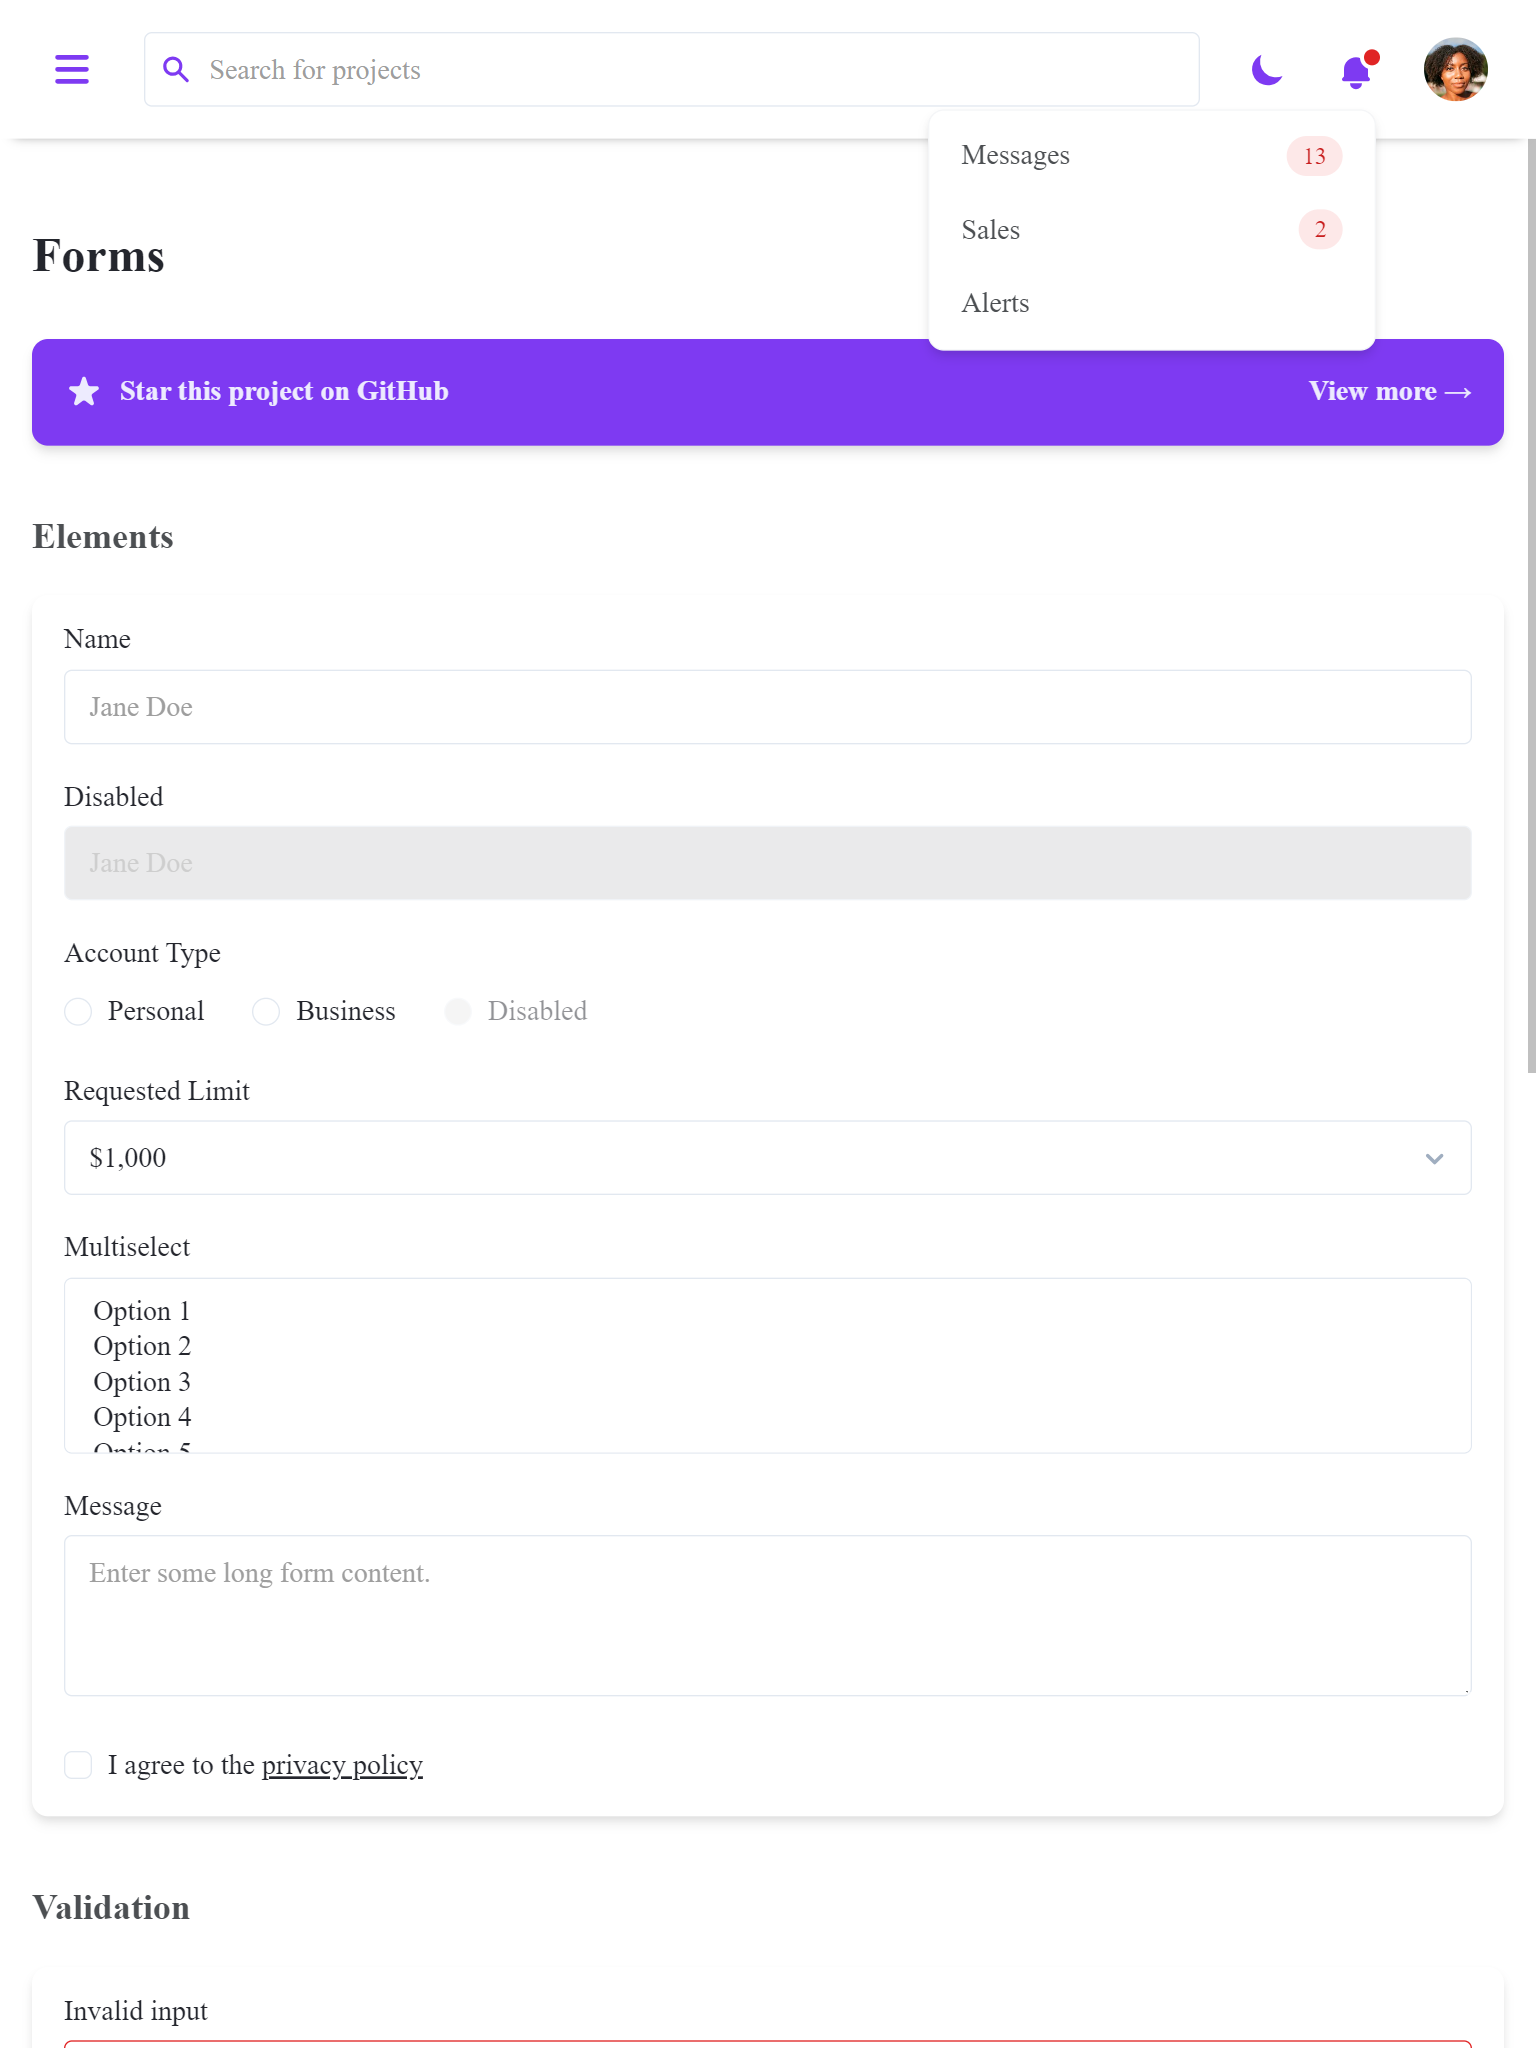 Search for projects
Messages 13
Sales 2
Alerts
Forms
Star this project on GitHub View more →
Elements
Name
Jane Doe
Disabled
Jane Doe
Account Type
Personal Business Disabled
Requested Limit
$1,000
Multiselect
Option 1
Option 2
Option 3
Option 4
Option 5
Message
Enter some long form content.
I agree to the privacy policy
Validation
Invalid input